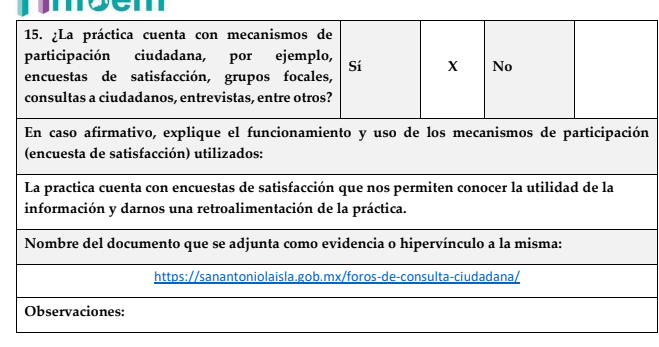 15. ¿La práctica cuenta con mecanismos de
participación ciudadana, por ejemplo,
encuestas de satisfacción, grupos focales,
consultas a ciudadanos, entrevistas, entre otros?
Sí
X
No
En caso afirmativo, explique el funcionamiento y uso de los mecanismos de participación
(encuesta de satisfacción) utilizados:
La practica cuenta con encuestas de satisfacción que nos permiten conocer la utilidad de la
información y darnos una retroalimentación de la práctica.
Nombre del documento que se adjunta como evidencia o hipervínculo a la misma:
https://sanantoniolaisla.gob.mx/foros-de-consulta-ciudadana/
Observaciones: